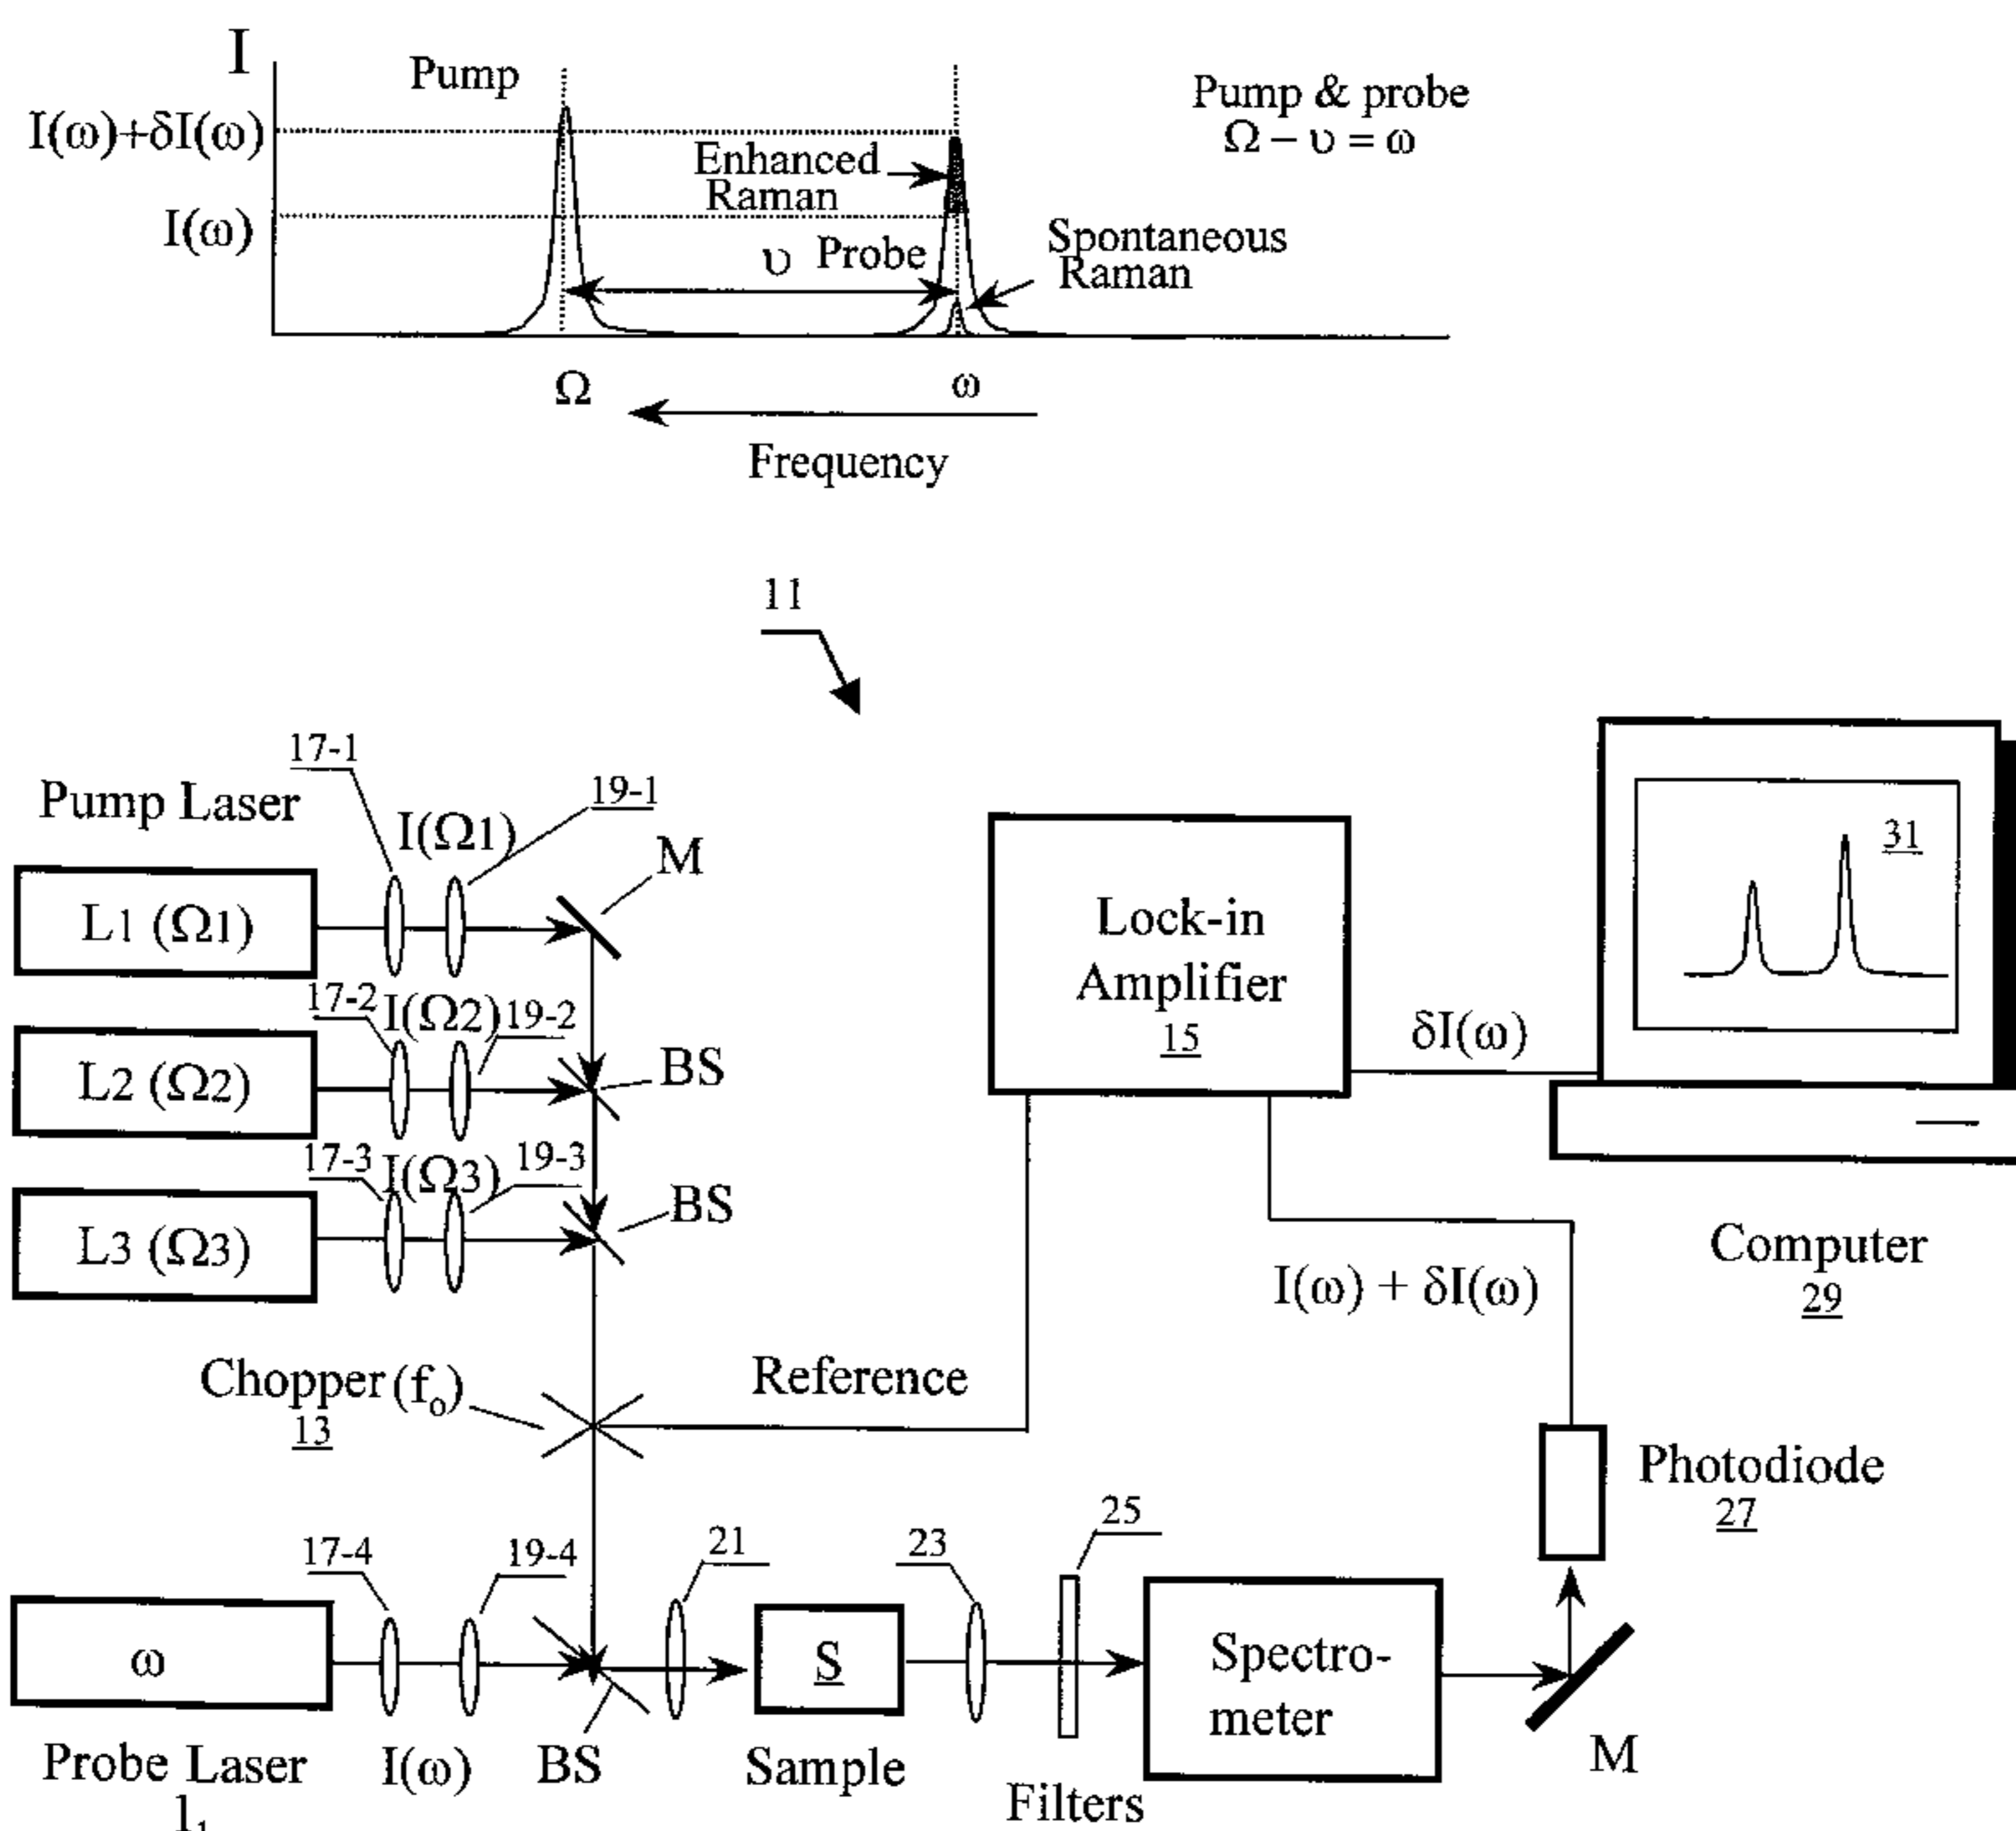 I
Pump
I(ω)+δI(ω)
Enhanced
Raman
I(ω)
υ Probe
Spontaneous
Raman
Pump & probe
Ω – υ = ω
Ω
ω
Frequency
11
17-1
Pump Laser
I(Ω1)
19-1
M
L1 (Ω1)
17-2
I(Ω2)
19-2
BS
L2 (Ω2)
17-3
I(Ω3)
19-3
BS
L3 (Ω3)
Lock-in
Amplifier
15
δI(ω)
31
Computer
29
I(ω) + δI(ω)
Chopper (fo)
13
Reference
Photodiode
27
17-4
19-4
21
23
25
ω
S
Spectro-
meter
Probe Laser
I(ω)
BS
Sample
Filters
M